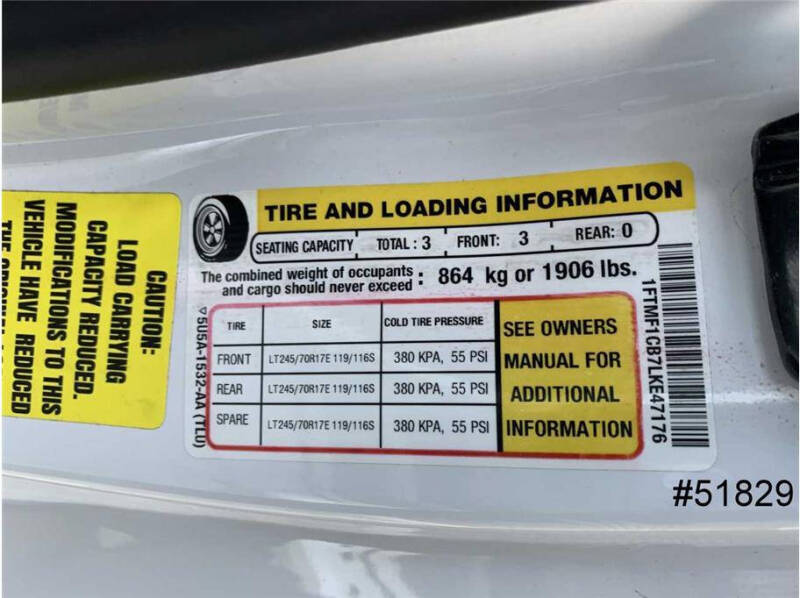 TIRE AND LOADING INFORMATION
SEATING CAPACITY TOTAL : 3 FRONT: 3 REAR: 0
The combined weight of occupants
and cargo should never exceed : 864 kg or 1906 lbs.
TIRE SIZE COLD TIRE PRESSURE
FRONT LT245/70R17E 119/116S 380 KPA, 55 PSI
REAR LT245/70R17E 119/116S 380 KPA, 55 PSI
SPARE LT245/70R17E 119/116S 380 KPA, 55 PSI
SEE OWNERS
MANUAL FOR
ADDITIONAL
INFORMATION
5U5A-1532-AA (TLU)
1FTMF1CB7LKE47176
CAUTION:
LOAD CARRYING
CAPACITY REDUCED.
MODIFICATIONS TO THIS
VEHICLE HAVE REDUCED
THE ORIGINAL
#51829